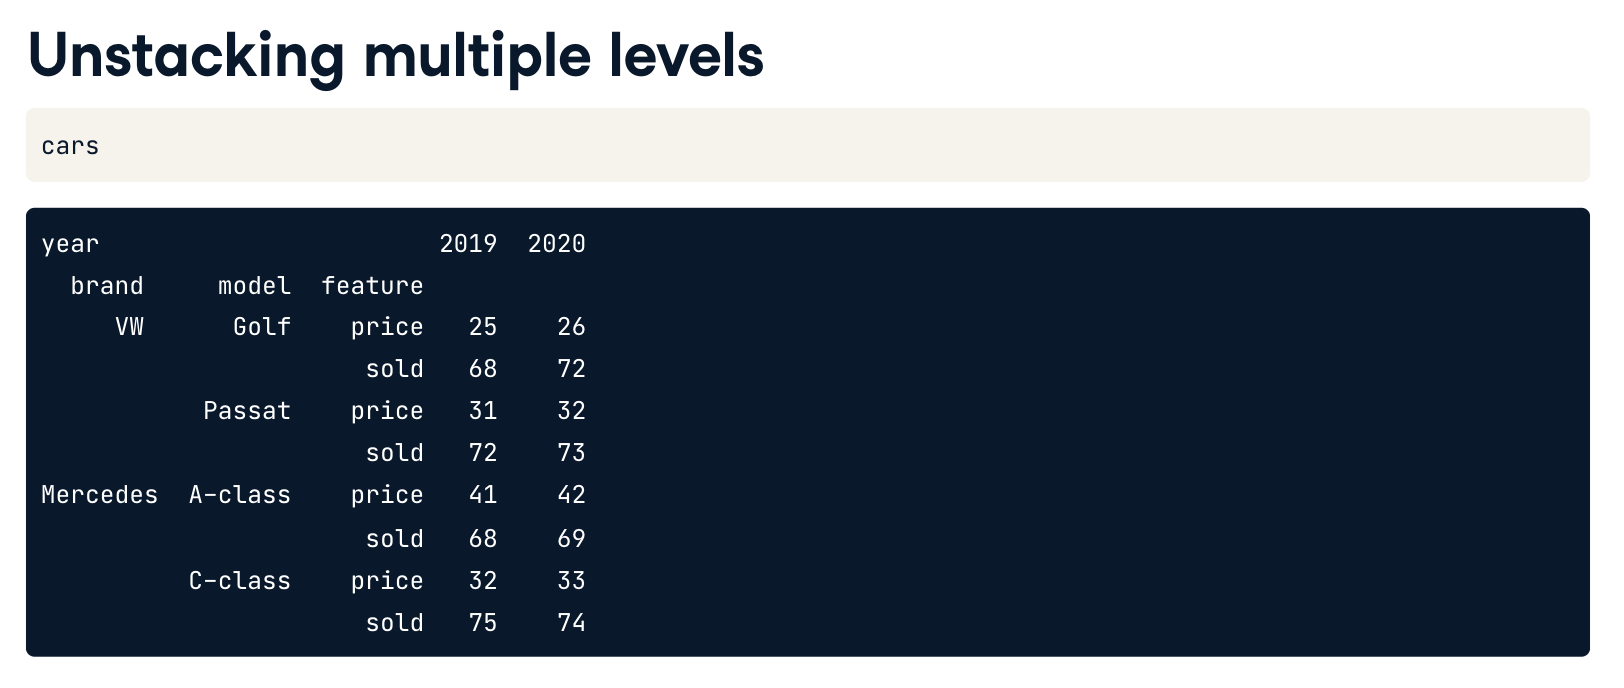 Unstacking multiple levels
cars
year 2019 2020
brand model feature
VW Golf price 25 26
sold 68 72
Passat price 31 32
sold 72 73
Mercedes A-class price 41 42
sold 68 69
C-class price 32 33
sold 75 74